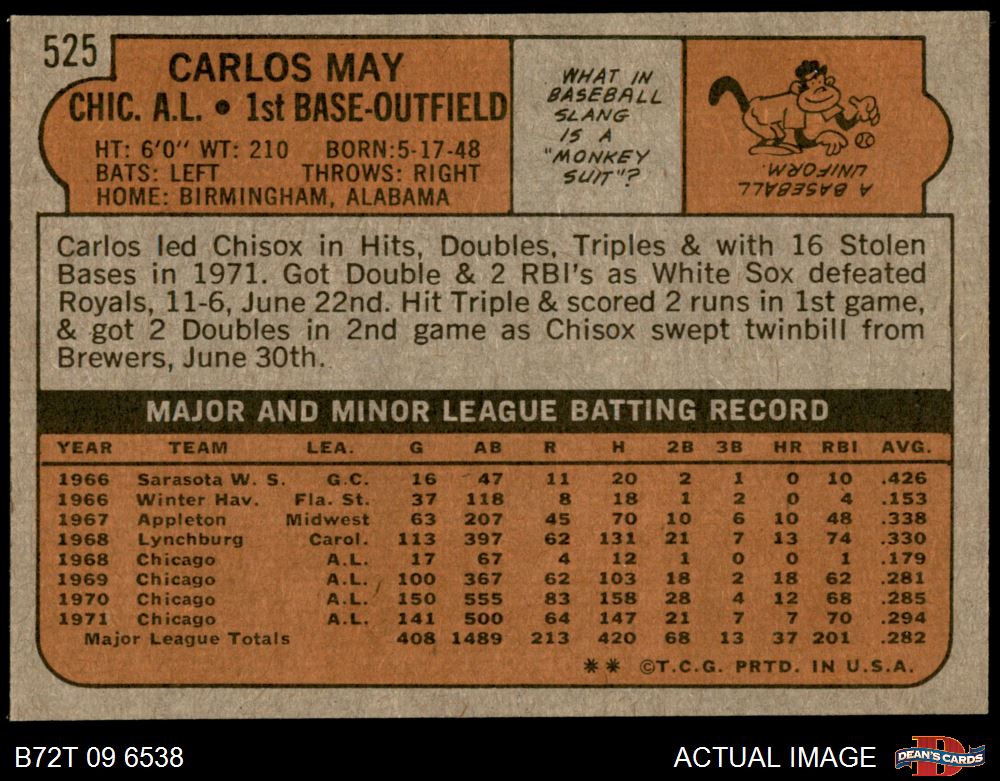 525
CARLOS MAY
CHIC. A.L. • 1st BASE-OUTFIELD
HT: 6'0" WT: 210 BORN:5-17-48
BATS: LEFT THROWS: RIGHT
HOME: BIRMINGHAM, ALABAMA
WHAT IN
BASEBALL
SLANG
IS A
"MONKEY
SUIT"?
A BASEBALL
UNIFORM.
Carlos led Chisox in Hits, Doubles, Triples & with 16 Stolen
Bases in 1971. Got Double & 2 RBI's as White Sox defeated
Royals, 11-6, June 22nd. Hit Triple & scored 2 runs in 1st game,
& got 2 Doubles in 2nd game as Chisox swept twinbill from
Brewers, June 30th.
MAJOR AND MINOR LEAGUE BATTING RECORD
YEAR TEAM LEA. G AB R H 2B 3B HR RBI AVG.
1966 Sarasota W. S. G.C. 16 47 11 20 2 1 0 10 .426
1966 Winter Hav. Fla. St. 37 118 8 18 1 2 0 4 .153
1967 Appleton Midwest 63 207 45 70 10 6 10 48 .338
1968 Lynchburg Carol. 113 397 62 131 21 7 13 74 .330
1968 Chicago A.L. 17 67 4 12 1 0 0 1 .179
1969 Chicago A.L. 100 367 62 103 18 2 18 62 .281
1970 Chicago A.L. 150 555 83 158 28 4 12 68 .285
1971 Chicago A.L. 141 500 64 147 21 7 7 70 .294
Major League Totals 408 1489 213 420 68 13 37 201 .282
** ©T.C.G. PRTD. IN U.S.A.
B72T 09 6538
ACTUAL IMAGE
D
DEAN'S CARDS